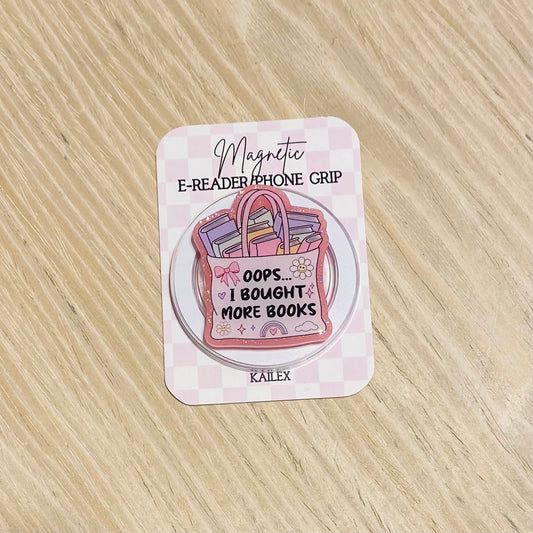 Magnetic
E-READER/PHONE GRIP
OOPS...
I BOUGHT
MORE BOOKS
KAILEX